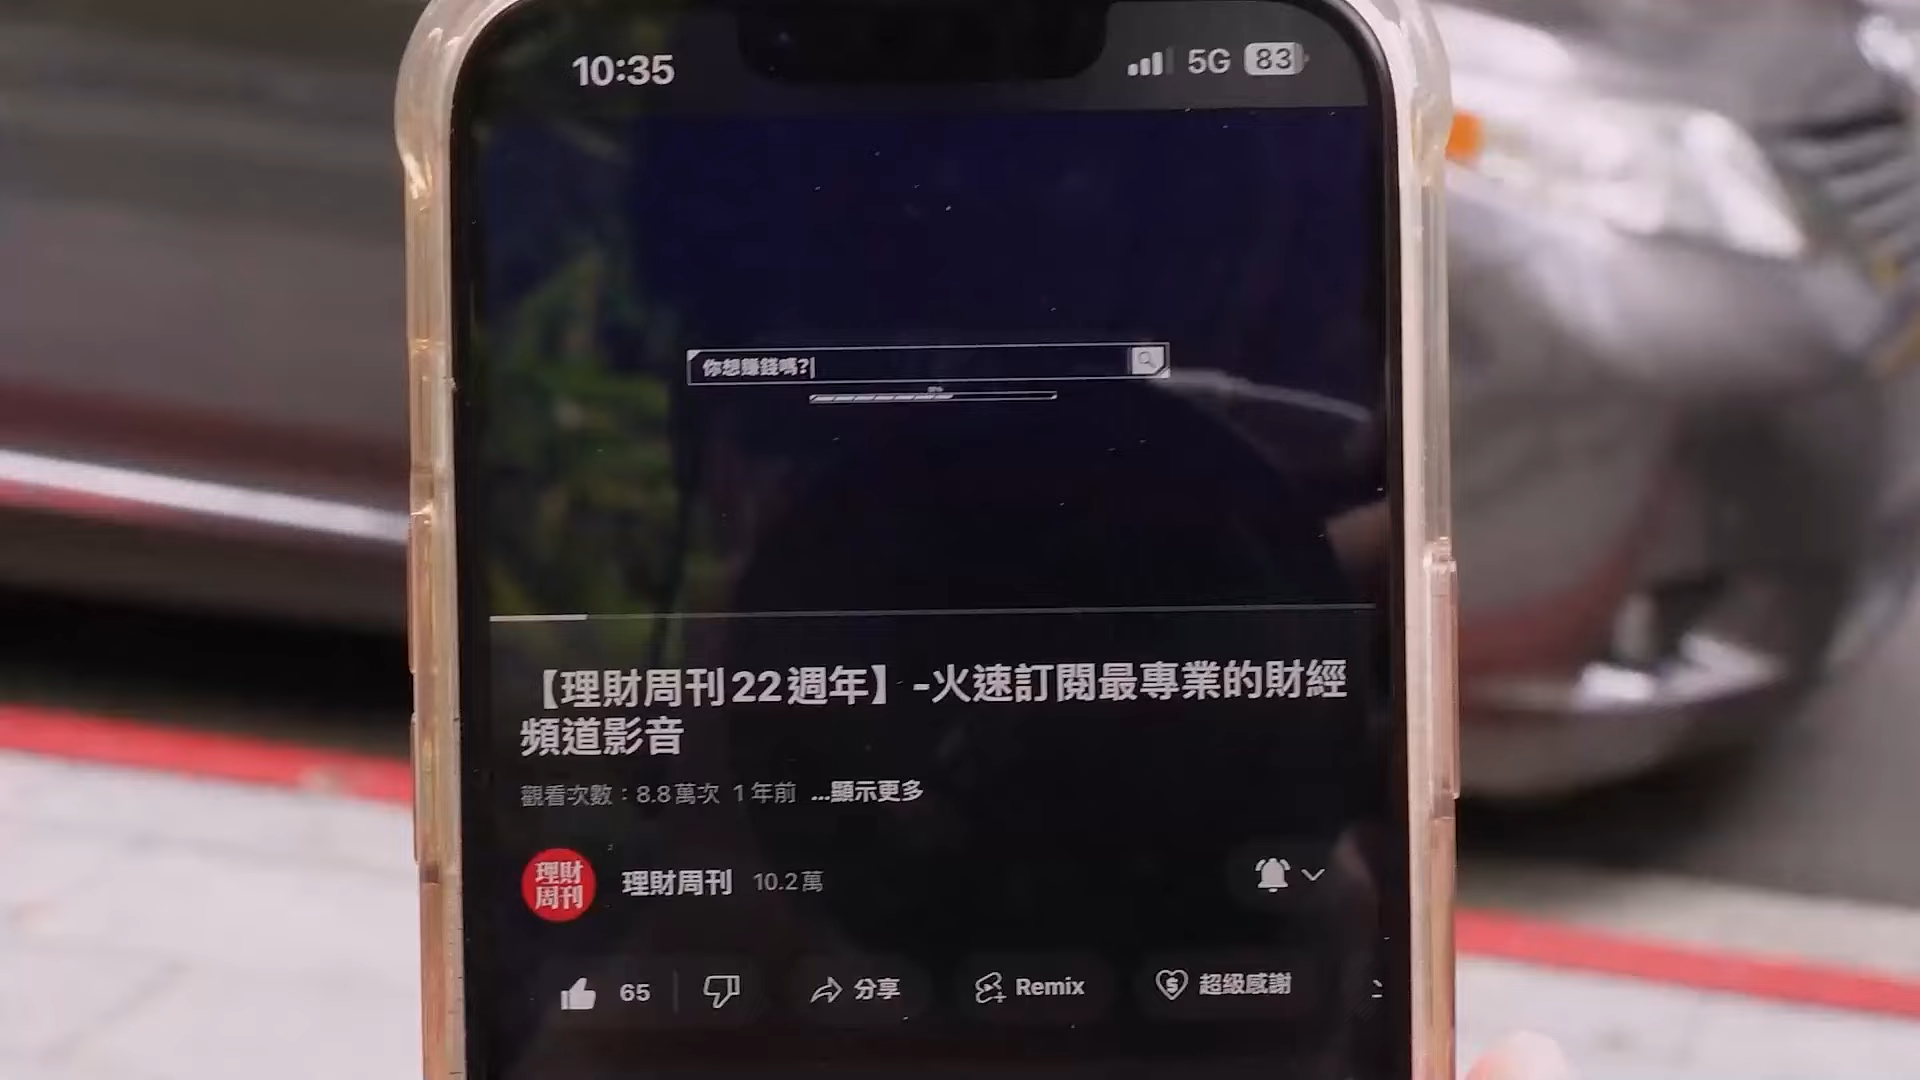 10:35
5G 83
你想賺錢嗎?
【理財周刊22週年】-火速訂閱最專業的財經
頻道影音
觀看次數：8.8萬次 1年前 ...顯示更多
理財
周刊
理財周刊 10.2萬
65 分享 Remix 超級感謝